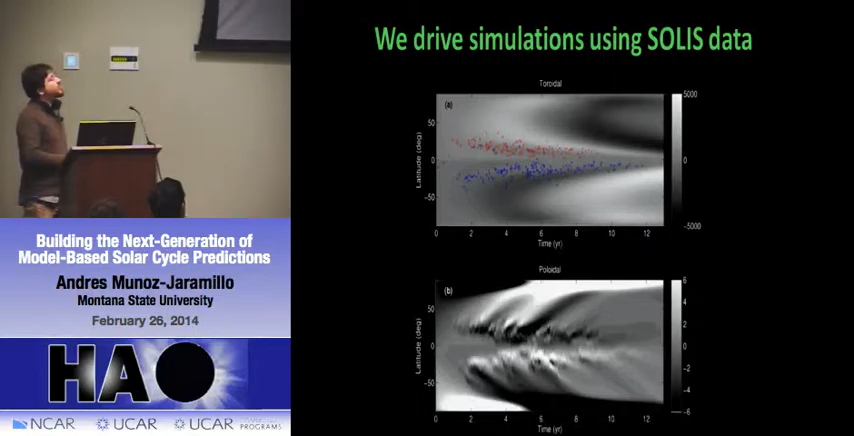 We drive simulations using SOLIS data
Toroidal
(a)
Latitude (deg)
50
0
−50
0
2
4
6
8
10
12
Time (yr)
5000
0
−5000
Poloidal
(b)
Latitude (deg)
50
0
−50
0
2
4
6
8
10
12
Time (yr)
6
4
2
0
−2
−4
−6
Building the Next-Generation of
Model-Based Solar Cycle Predictions
Andres Munoz-Jaramillo
Montana State University
February 26, 2014
HAO
NCAR
UCAR
UCAR
PROGRAMS